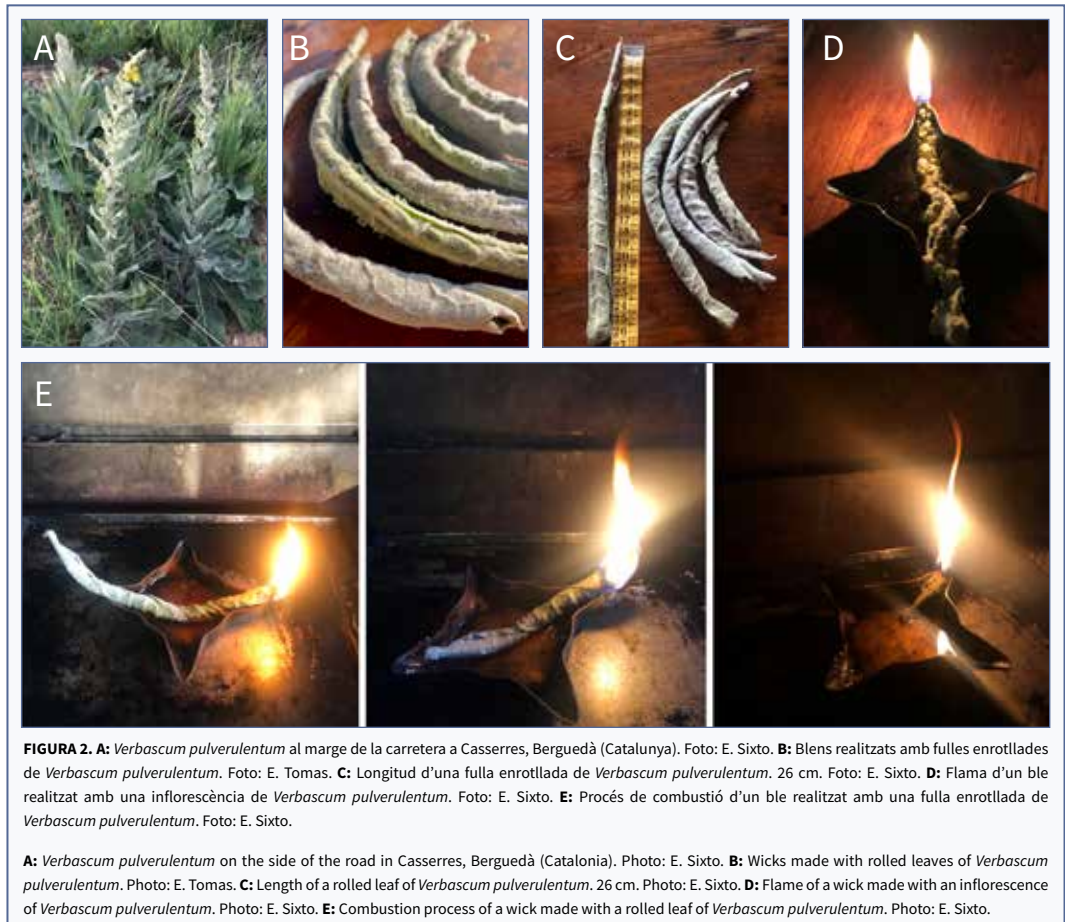 A
B
C
D
E
FIGURA 2. A: Verbascum pulverulentum al marge de la carretera a Casserres, Berguedà (Catalunya). Foto: E. Sixto. B: Blens realitzats amb fulles enrotllades
de Verbascum pulverulentum. Foto: E. Tomas. C: Longitud d'una fulla enrotllada de Verbascum pulverulentum. 26 cm. Foto: E. Sixto. D: Flama d'un ble
realitzat amb una inflorescència de Verbascum pulverulentum. Foto: E. Sixto. E: Procés de combustió d'un ble realitzat amb una fulla enrotllada de
Verbascum pulverulentum. Foto: E. Sixto.
A: Verbascum pulverulentum on the side of the road in Casserres, Berguedà (Catalonia). Photo: E. Sixto. B: Wicks made with rolled leaves of Verbascum
pulverulentum. Photo: E. Tomas. C: Length of a rolled leaf of Verbascum pulverulentum. 26 cm. Photo: E. Sixto. D: Flame of a wick made with an inflorescence
of Verbascum pulverulentum. Photo: E. Sixto. E: Combustion process of a wick made with a rolled leaf of Verbascum pulverulentum. Photo: E. Sixto.